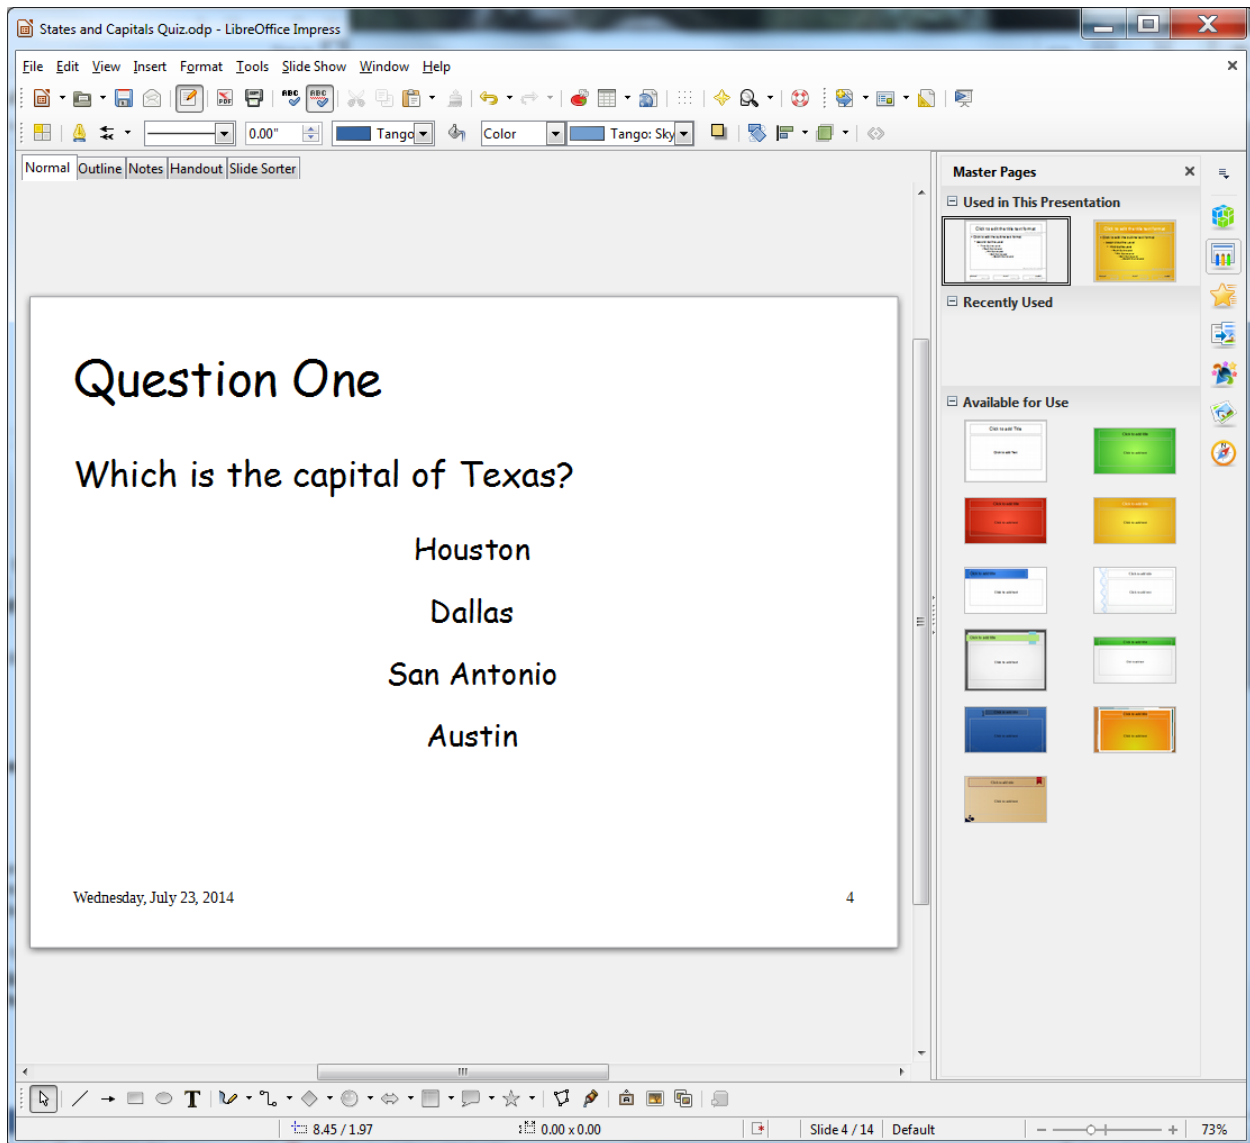 States and Capitals Quiz.odp - LibreOffice Impress
File Edit View Insert Format Tools Slide Show Window Help
0.00" Tango Color Tango: Sky
Normal Outline Notes Handout Slide Sorter
Master Pages
Used in This Presentation
Recently Used
Available for Use
Question One
Which is the capital of Texas?
Houston
Dallas
San Antonio
Austin
Wednesday, July 23, 2014 4
8.45 / 1.97 0.00 x 0.00 Slide 4 / 14 Default 73%